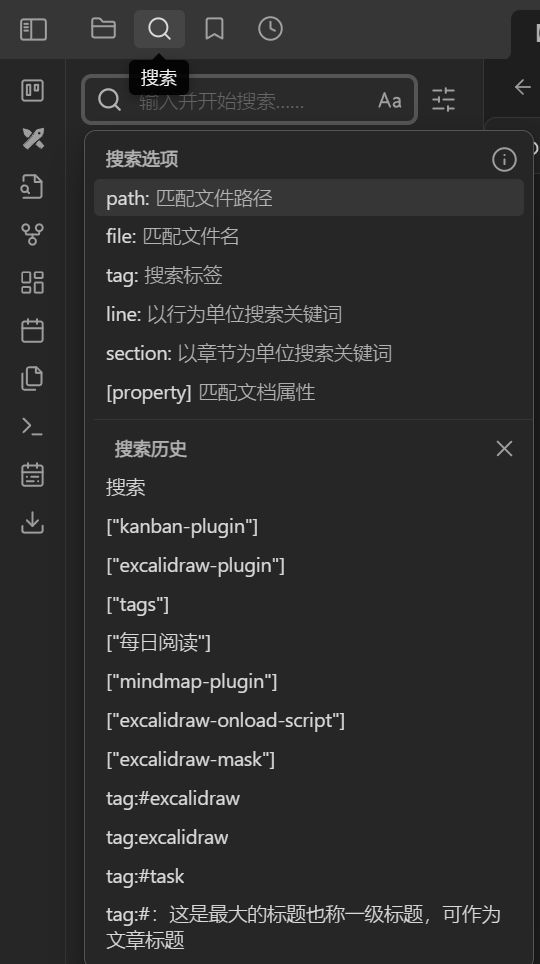 搜索
输入并开始搜索…… Aa
搜索选项
path: 匹配文件路径
file: 匹配文件名
tag: 搜索标签
line: 以行为单位搜索关键词
section: 以章节为单位搜索关键词
[property] 匹配文档属性
搜索历史
搜索
["kanban-plugin"]
["excalidraw-plugin"]
["tags"]
["每日阅读"]
["mindmap-plugin"]
["excalidraw-onload-script"]
["excalidraw-mask"]
tag:#excalidraw
tag:excalidraw
tag:#task
tag:#：这是最大的标题也称一级标题，可作为
文章标题